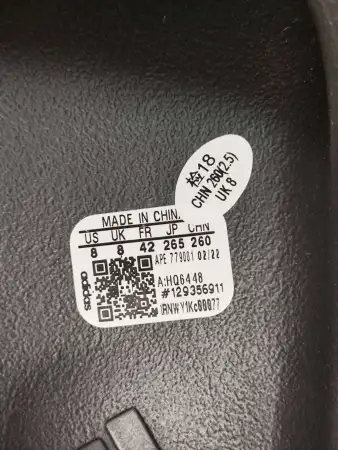 检18
CHN 260(2.5)
UK 8
MADE IN CHINA
US UK FR JP CHN
8 8 42 265 260
APE 779001 02/22
A:HQ6448
#129356911
adidas